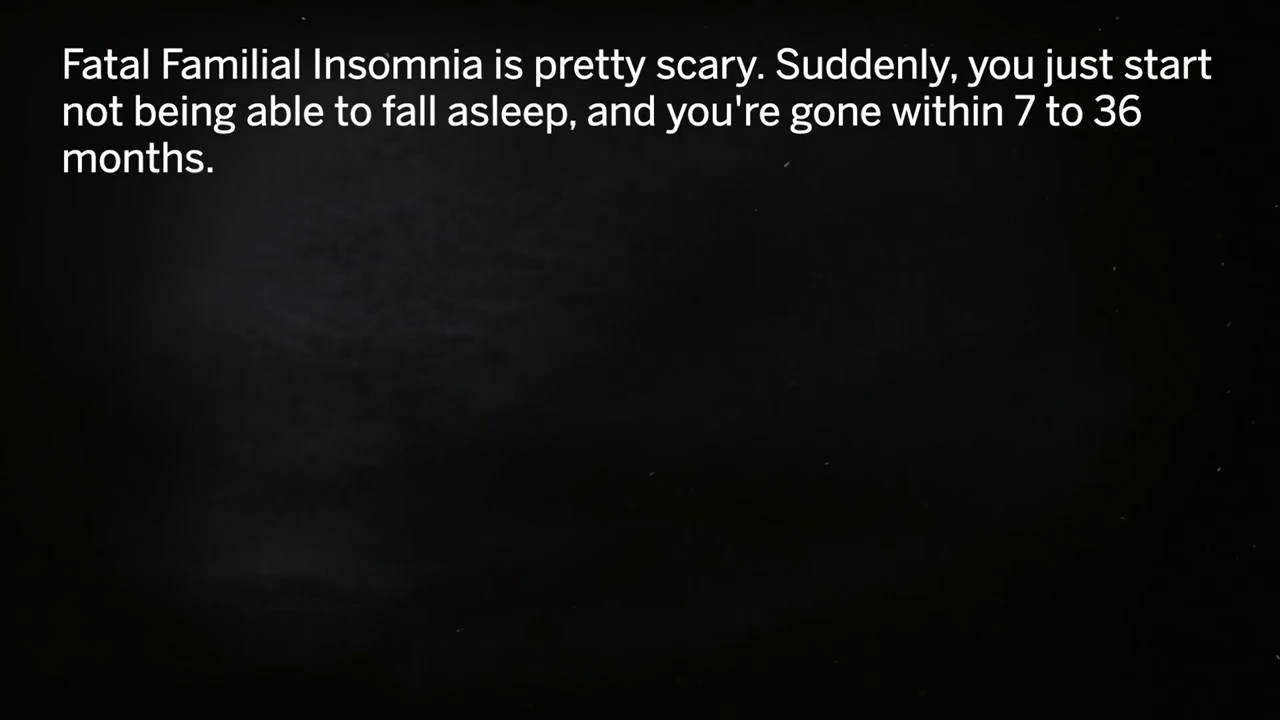 Fatal Familial Insomnia is pretty scary. Suddenly, you just start
not being able to fall asleep, and you're gone within 7 to 36
months.